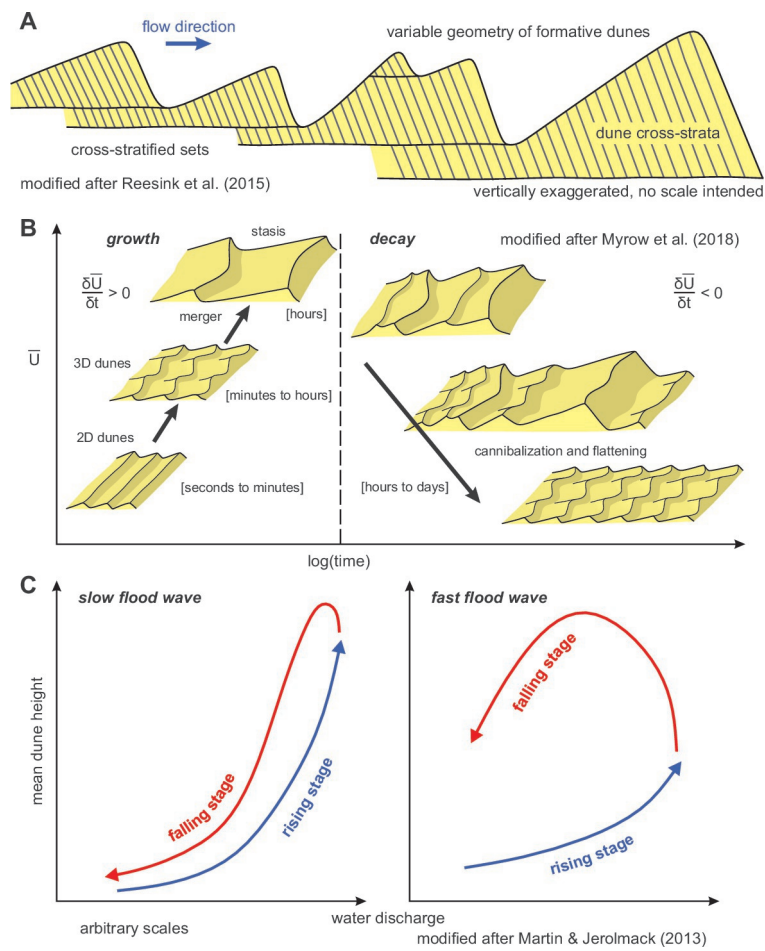 A
flow direction
variable geometry of formative dunes
dune cross-strata
cross-stratified sets
modified after Reesink et al. (2015)
vertically exaggerated, no scale intended
B
growth
stasis
decay
modified after Myrow et al. (2018)
δU̅
δt
> 0
δU̅
δt
< 0
merger
[hours]
U̅
3D dunes
[minutes to hours]
2D dunes
cannibalization and flattening
[seconds to minutes]
[hours to days]
log(time)
C
slow flood wave
fast flood wave
mean dune height
falling stage
rising stage
falling stage
rising stage
water discharge
arbitrary scales
modified after Martin & Jerolmack (2013)